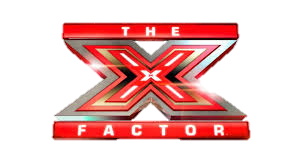 THE
X
FACTOR